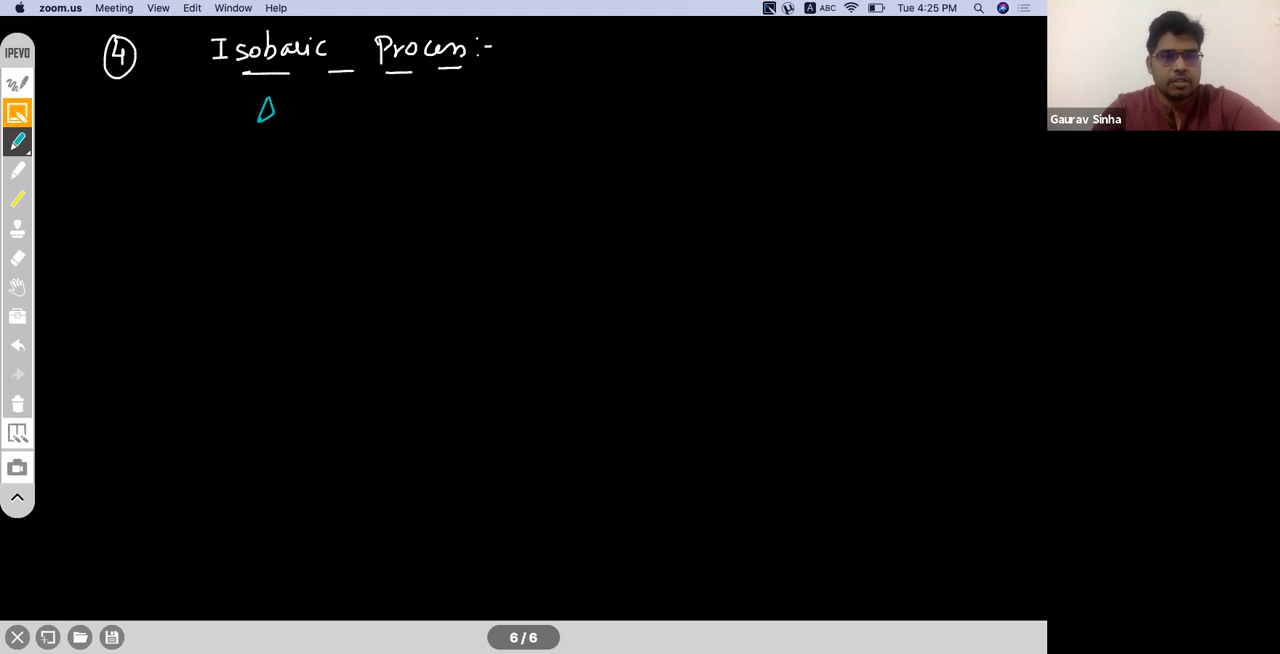 zoom.us Meeting View Edit Window Help A ABC Tue 4:25 PM
IPEVO
④ Isobaric Process :-
Δ
Gaurav Sinha
6 / 6